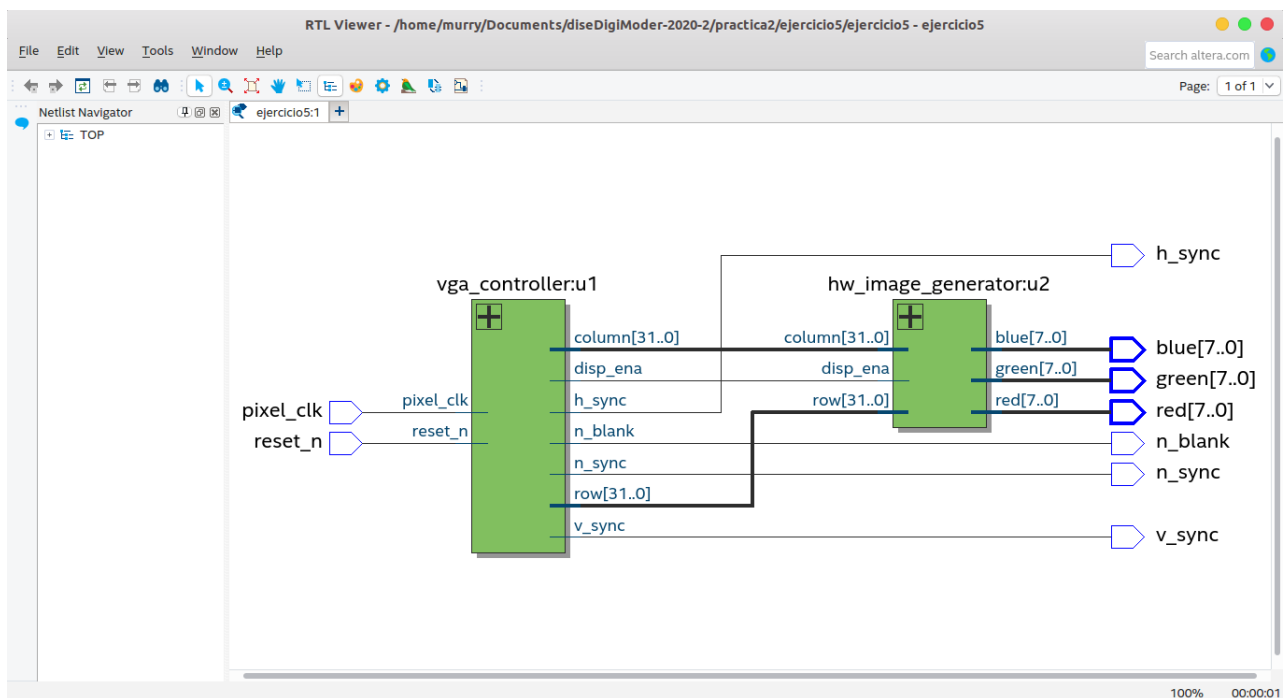 RTL Viewer - /home/murry/Documents/diseDigiModer-2020-2/practica2/ejercicio5/ejercicio5 - ejercicio5
File Edit View Tools Window Help
Search altera.com
Page: 1 of 1
Netlist Navigator
ejercicio5:1
TOP
h_sync
vga_controller:u1
hw_image_generator:u2
column[31..0]
column[31..0]
blue[7..0]
blue[7..0]
disp_ena
disp_ena
green[7..0]
green[7..0]
pixel_clk
pixel_clk
h_sync
row[31..0]
red[7..0]
red[7..0]
reset_n
reset_n
n_blank
n_blank
n_sync
n_sync
row[31..0]
v_sync
v_sync
100% 00:00:01